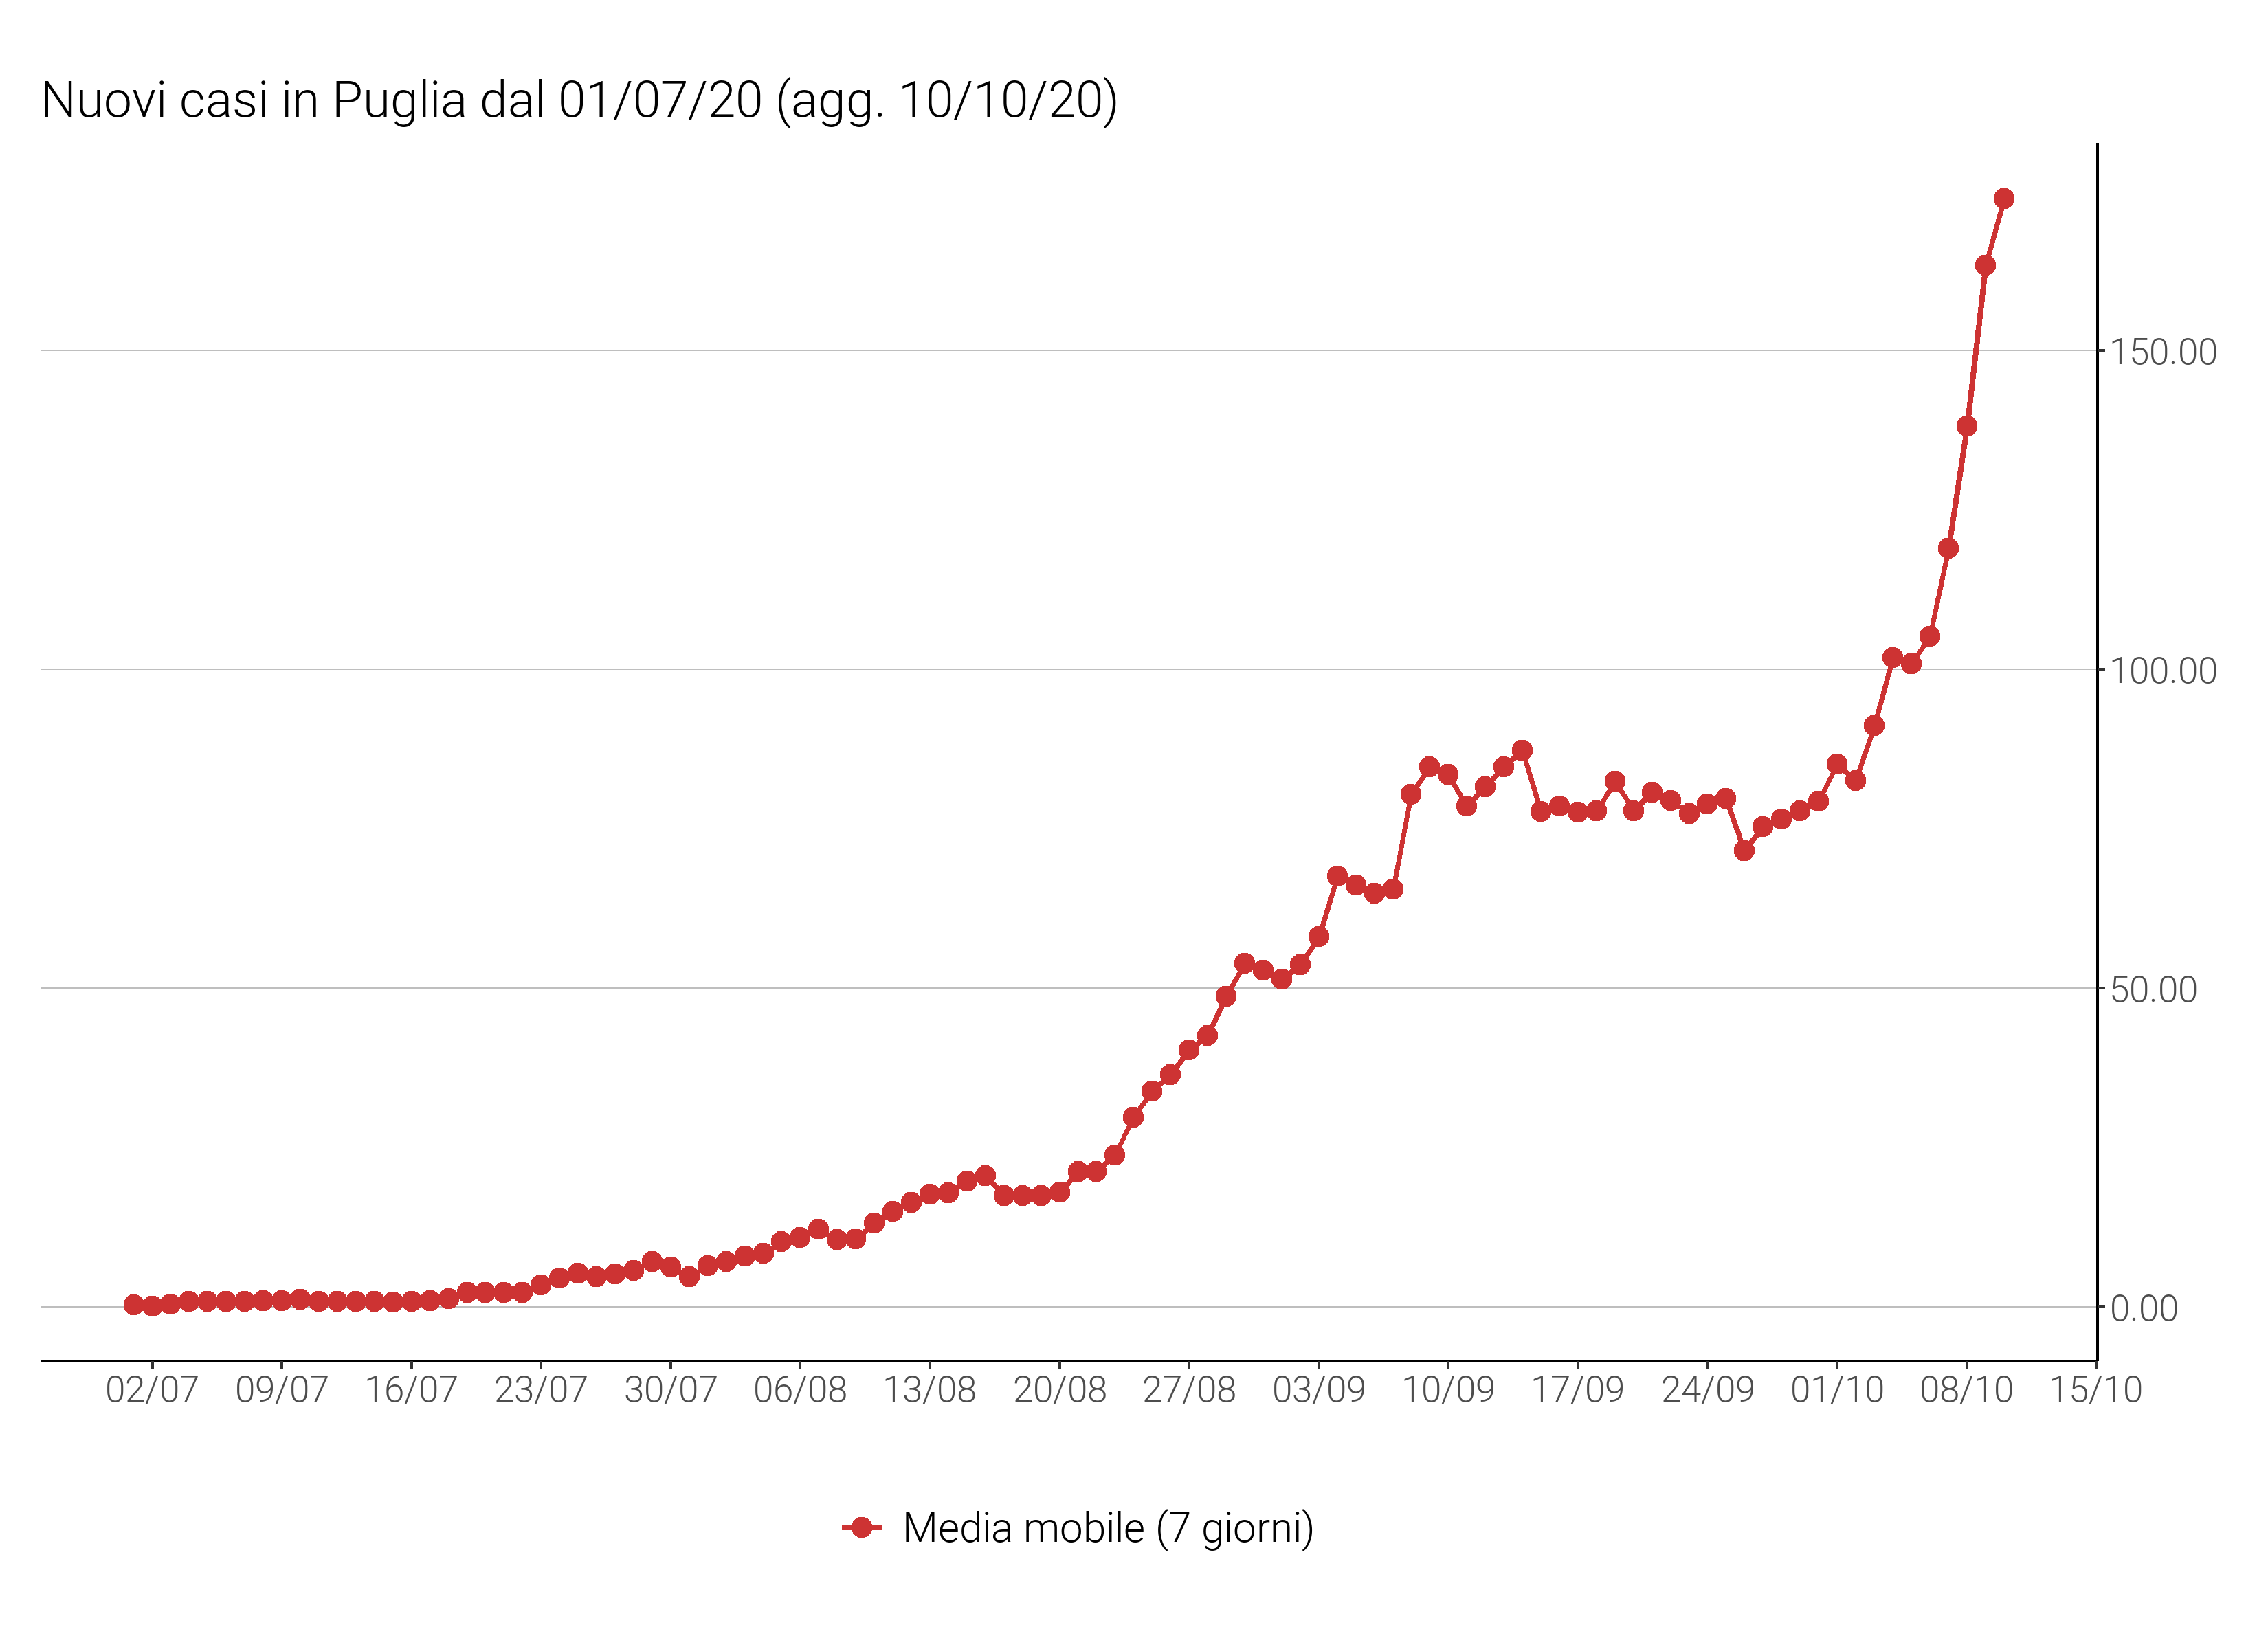 Nuovi casi in Puglia dal 01/07/20 (agg. 10/10/20)
150.00
100.00
50.00
0.00
02/07 09/07 16/07 23/07 30/07 06/08 13/08 20/08 27/08 03/09 10/09 17/09 24/09 01/10 08/10 15/10
Media mobile (7 giorni)